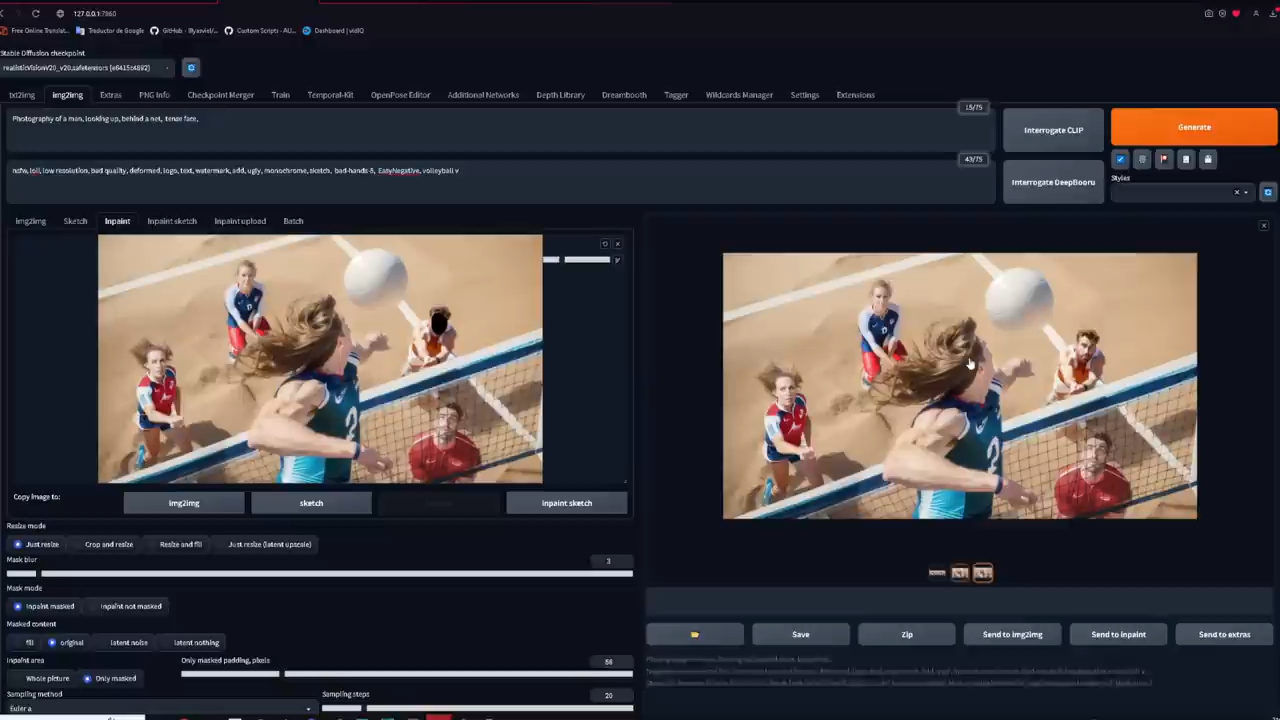 127.0.0.1:7860
Free Online Translat...
Traductor de Google
Custom Scripts - AU...
Dashboard | vidIQ
Stable Diffusion checkpoint
txt2img
img2img
Extras
PNG Info
Checkpoint Merger
Train
Temporal-Kit
OpenPose Editor
Additional Networks
Depth Library
Dreambooth
Tagger
Wildcards Manager
Settings
Extensions
15/75
Photography of a man, looking up, behind a net, tense face,
Interrogate CLIP
Generate
43/75
nsfw, loli, low resolution, bad quality, deformed, logo, text, watermark, add, ugly, monochrome, sketch, bad-hands-5, EasyNegative, volleyball v
Interrogate DeepBooru
Styles
img2img
Sketch
Inpaint
Inpaint sketch
Inpaint upload
Batch
Copy image to:
img2img
sketch
inpaint sketch
Resize mode
Just resize
Crop and resize
Resize and fill
Just resize (latent upscale)
Mask blur
3
Mask mode
Inpaint masked
Inpaint not masked
Masked content
fill
original
latent noise
latent nothing
Inpaint area
Only masked padding, pixels
58
Whole picture
Only masked
Sampling method
Sampling steps
20
Euler a
Save
Zip
Send to img2img
Send to inpaint
Send to extras